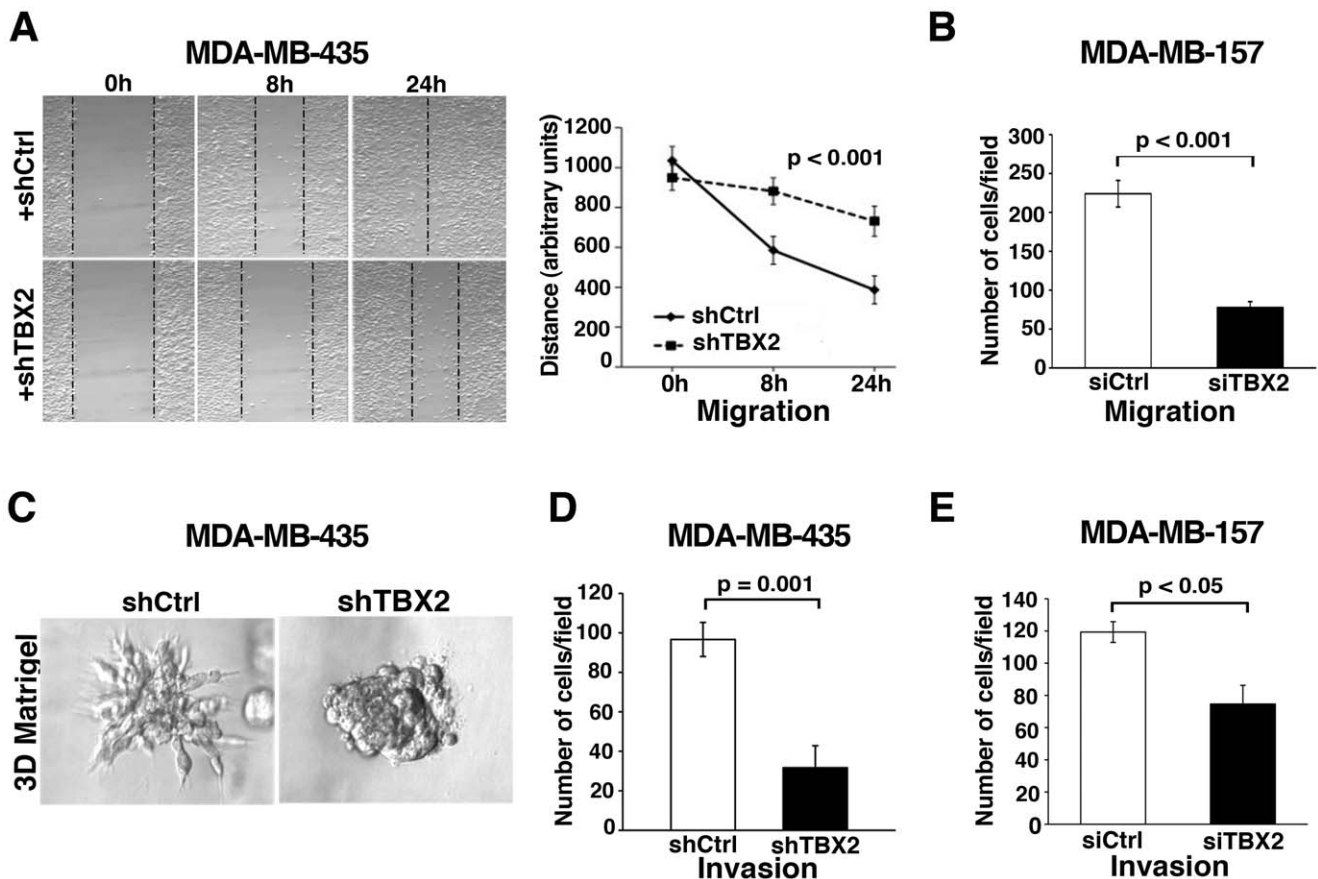 A
MDA-MB-435
0h 8h 24h
+shCtrl
+shTBX2
Distance (arbitrary units)
1200
1000
800
600
400
200
0
p < 0.001
shCtrl
shTBX2
0h 8h 24h
Migration
B
MDA-MB-157
Number of cells/field
300
250
200
150
100
50
0
p < 0.001
siCtrl siTBX2
Migration
C
MDA-MB-435
shCtrl shTBX2
3D Matrigel
D
MDA-MB-435
Number of cells/field
120
100
80
60
40
20
0
p = 0.001
shCtrl shTBX2
Invasion
E
MDA-MB-157
Number of cells/field
140
120
100
80
60
40
20
0
p < 0.05
siCtrl siTBX2
Invasion